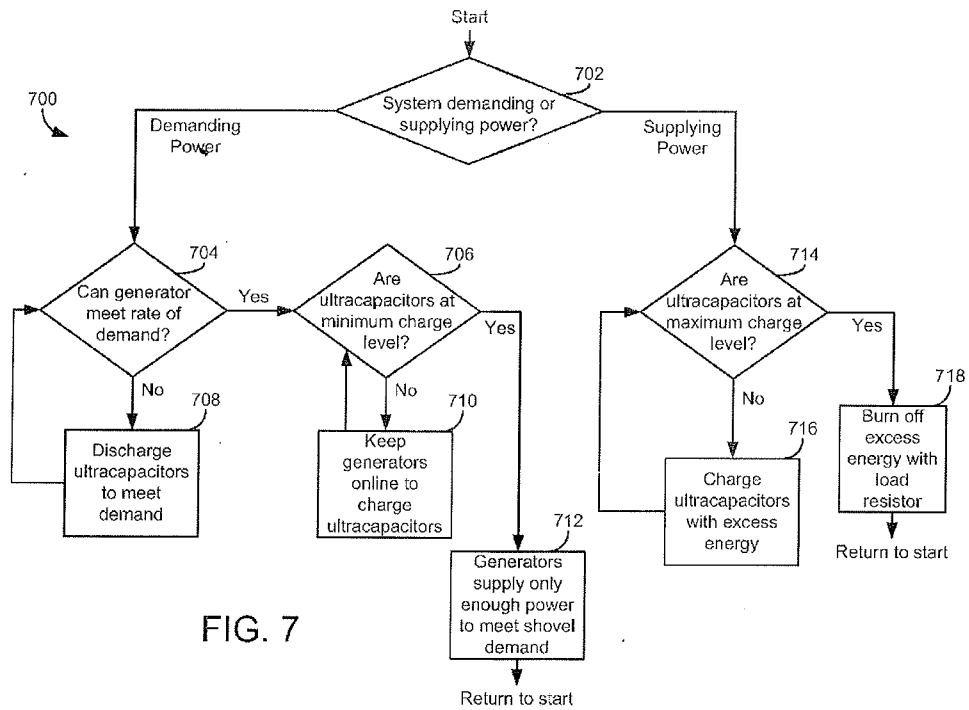 Start
702
System demanding or
supplying power?
700
Demanding
Power
Supplying
Power
704
Can generator
meet rate of
demand?
Yes
No
706
Are
ultracapacitors at
minimum charge
level?
Yes
No
714
Are
ultracapacitors at
maximum charge
level?
Yes
No
708
Discharge
ultracapacitors
to meet
demand
710
Keep
generators
online to
charge
ultracapacitors
712
Generators
supply only
enough power
to meet shovel
demand
Return to start
716
Charge
ultracapacitors
with excess
energy
718
Burn off
excess
energy with
load
resistor
Return to start
FIG. 7